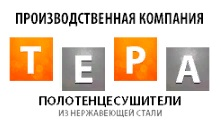 ПРОИЗВОДСТВЕННАЯ КОМПАНИЯ
ТЕРА
ПОЛОТЕНЦЕСУШИТЕЛИ
ИЗ НЕРЖАВЕЮЩЕЙ СТАЛИ